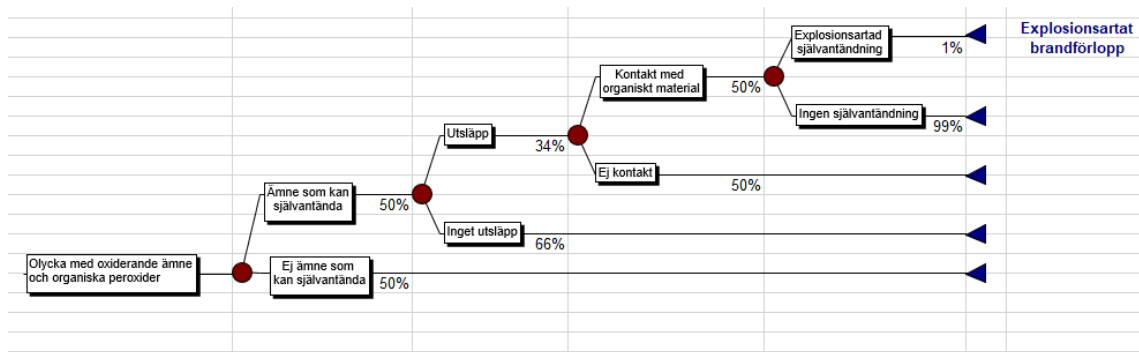 Explosionsartad
självantändning
1%
Explosionsartat
brandförlopp
Kontakt med
organiskt material
50%
Ingen självantändning
99%
Utsläpp
34%
Ej kontakt
50%
Ämne som kan
självantända
50%
Inget utsläpp
66%
Olycka med oxiderande ämne
och organiska peroxider
Ej ämne som
kan självantända
50%